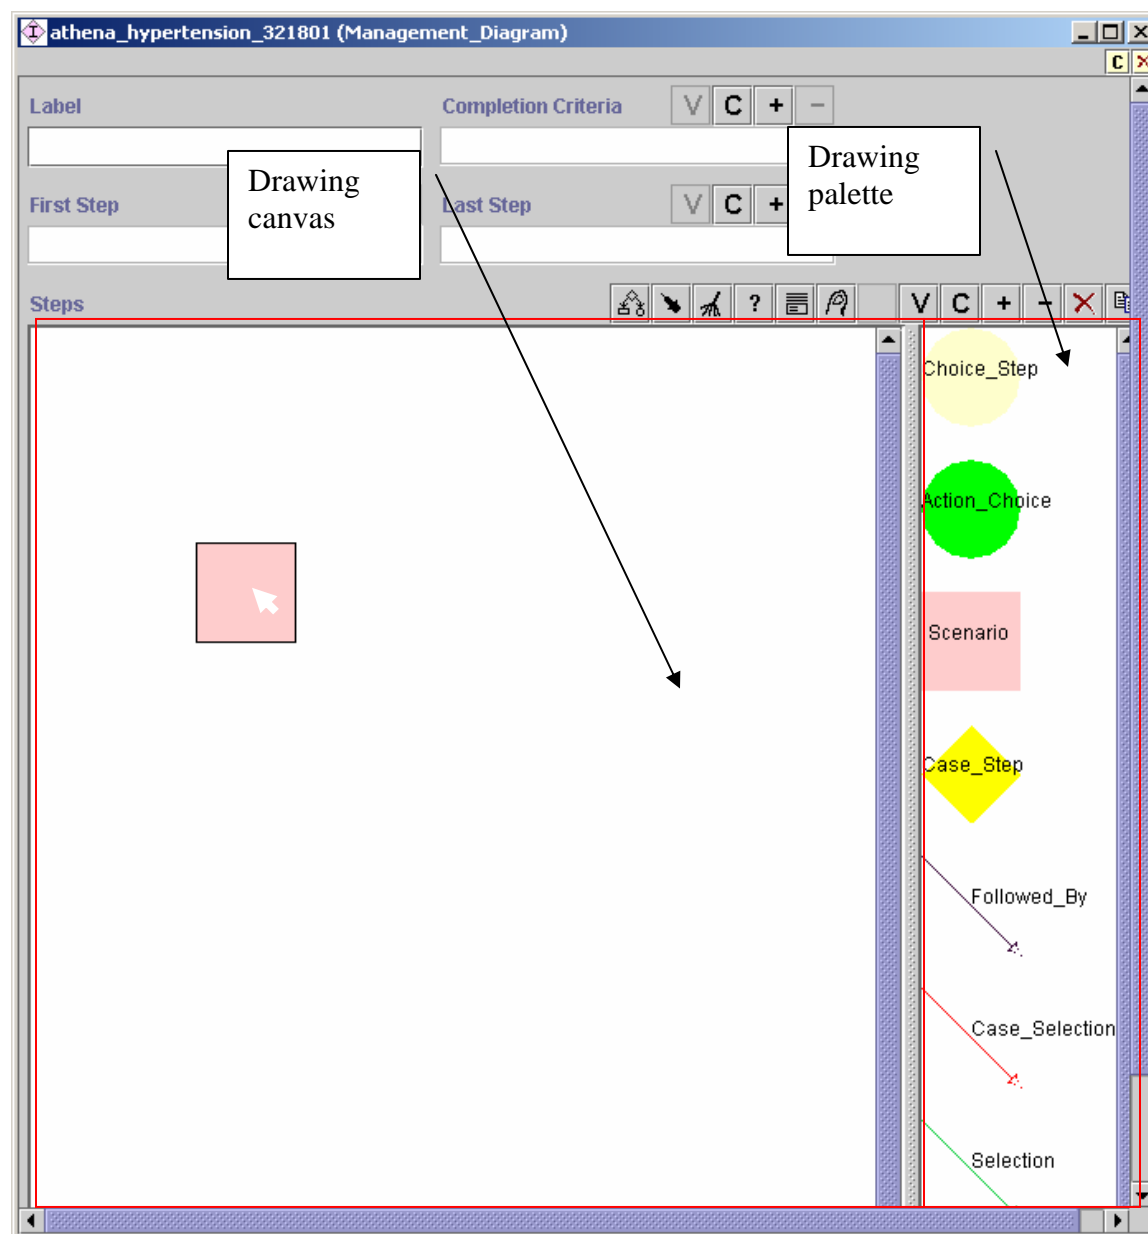 athena_hypertension_321801 (Management_Diagram)
C
Label
Completion Criteria
V C + −
Drawing
canvas
Drawing
palette
First Step
Last Step
V C +
Steps
?
V C + −
Choice_Step
Action_Choice
Scenario
Case_Step
Followed_By
Case_Selection
Selection